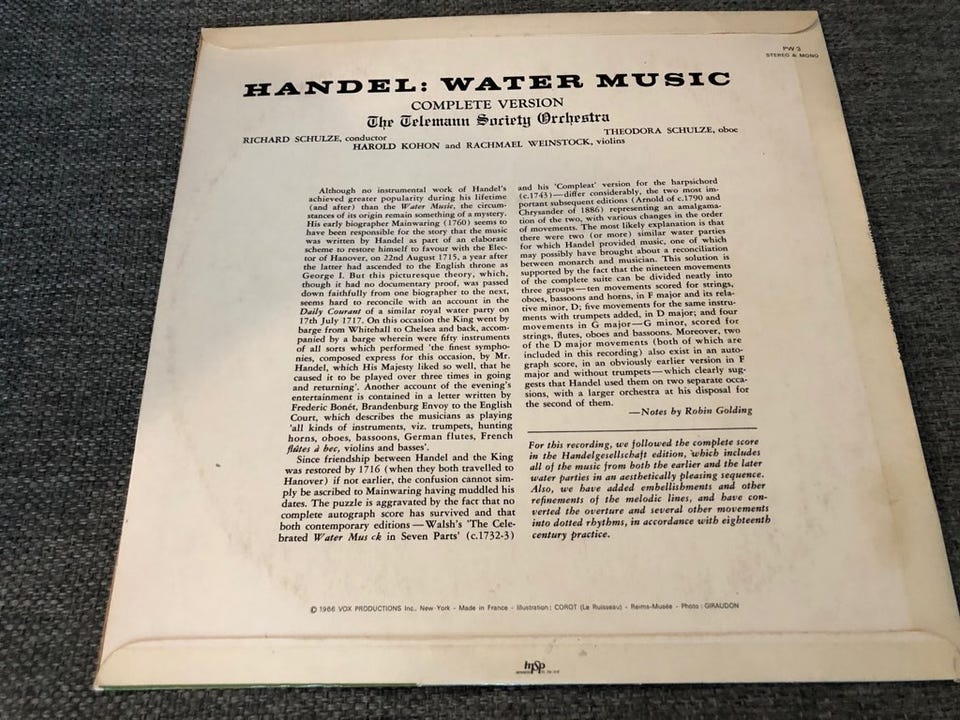 PW 3
STEREO & MONO
HANDEL: WATER MUSIC
COMPLETE VERSION
The Telemann Society Orchestra
RICHARD SCHULZE, conductor
THEODORA SCHULZE, oboe
HAROLD KOHON and RACHMAEL WEINSTOCK, violins
Although no instrumental work of Handel's
achieved greater popularity during his lifetime
(and after) than the Water Music, the circum-
stances of its origin remain something of a mystery.
His early biographer Mainwaring (1760) seems to
have been responsible for the story that the music
was written by Handel as part of an elaborate
scheme to restore himself to favour with the Elec-
tor of Hanover, on 22nd August 1715, a year after
the latter had ascended to the English throne as
George I. But this picturesque theory, which,
though it had no documentary proof, was passed
down faithfully from one biographer to the next,
seems hard to reconcile with an account in the
Daily Courant of a similar royal water party on
17th July 1717. On this occasion the King went by
barge from Whitehall to Chelsea and back, accom-
panied by a barge wherein were fifty instruments
of all sorts which performed 'the finest sympho-
nies, composed express for this occasion, by Mr.
Handel, which His Majesty liked so well, that he
caused it to be played over three times in going
and returning'. Another account of the evening's
entertainment is contained in a letter written by
Frederic Bonét, Brandenburg Envoy to the English
Court, which describes the musicians as playing
'all kinds of instruments, viz. trumpets, hunting
horns, oboes, bassoons, German flutes, French
flûtes à bec, violins and basses'.
Since friendship between Handel and the King
was restored by 1716 (when they both travelled to
Hanover) if not earlier, the confusion cannot sim-
ply be ascribed to Mainwaring having muddled his
dates. The puzzle is aggravated by the fact that no
complete autograph score has survived and that
both contemporary editions — Walsh's 'The Cele-
brated Water Mus ck in Seven Parts' (c.1732-3)
and his 'Compleat' version for the harpsichord
(c.1743) — differ considerably, the two most im-
portant subsequent editions (Arnold of c.1790 and
Chrysander of 1886) representing an amalgama-
tion of the two, with various changes in the order
of movements. The most likely explanation is that
there were two (or more) similar water parties
for which Handel provided music, one of which
may possibly have brought about a reconciliation
between monarch and musician. This solution is
supported by the fact that the nineteen movements
of the complete suite can be divided neatly into
three groups — ten movements scored for strings,
oboes, bassoons and horns, in F major and its rela-
tive minor, D; five movements for the same instru-
ments with trumpets added, in D major; and four
movements in G major — G minor, scored for
strings, flutes, oboes and bassoons. Moreover, two
of the D major movements (both of which are
included in this recording) also exist in an auto-
graph score, in an obviously earlier version in F
major and without trumpets — which clearly sug-
gests that Handel used them on two separate occa-
sions, with a larger orchestra at his disposal for
the second of them.
—Notes by Robin Golding
For this recording, we followed the complete score
in the Handelgesellschaft edition, which includes
all of the music from both the earlier and the later
water parties in an aesthetically pleasing sequence.
Also, we have added embellishments and other
refinements of the melodic lines, and have con-
verted the overture and several other movements
into dotted rhythms, in accordance with eighteenth
century practice.
© 1966 VOX PRODUCTIONS Inc., New-York - Made in France - Illustration : COROT (Le Ruisseau) - Reims-Musée - Photo : GIRAUDON
msp